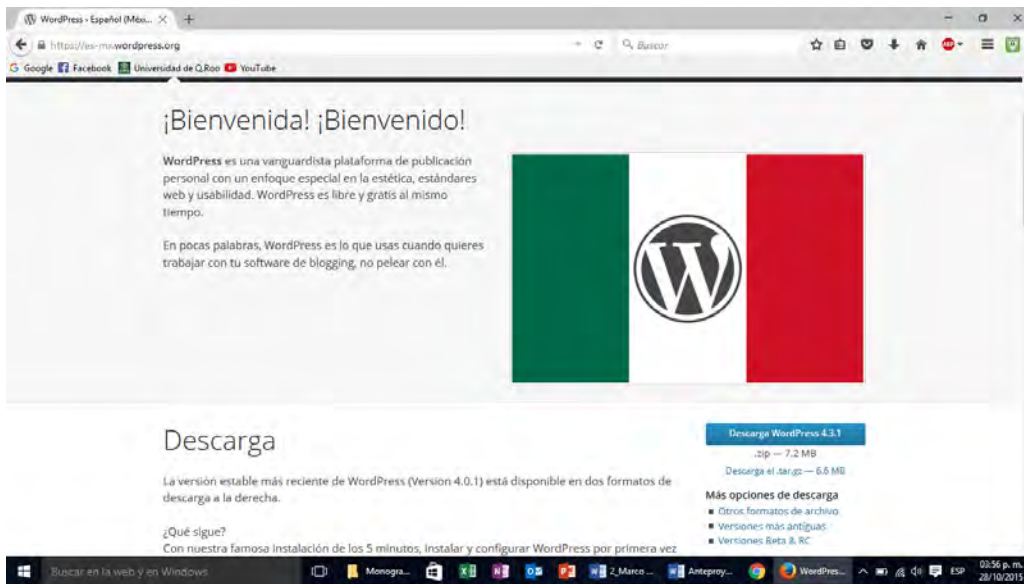 WordPress › Español (Méxi...
https://es-mx.wordpress.org
Buscar
ABP
Google Facebook Universidad de Q.Roo YouTube
¡Bienvenida! ¡Bienvenido!
WordPress es una vanguardista plataforma de publicación
personal con un enfoque especial en la estética, estándares
web y usabilidad. WordPress es libre y gratis al mismo
tiempo.
En pocas palabras, WordPress es lo que usas cuando quieres
trabajar con tu software de blogging, no pelear con él.
W
Descarga
Descarga WordPress 4.3.1
.zip — 7.2 MB
Descarga el .tar.gz — 6.6 MB
La versión estable más reciente de WordPress (Version 4.0.1) está disponible en dos formatos de
descarga a la derecha.
Más opciones de descarga
Otros formatos de archivo
Versiones más antiguas
Versiones Beta & RC
¿Qué sigue?
Con nuestra famosa instalación de los 5 minutos, instalar y configurar WordPress por primera vez
Buscar en la web y en Windows
Monogra...
2_Marco ...
Anteproy...
WordPres...
ESP
03:56 p. m.